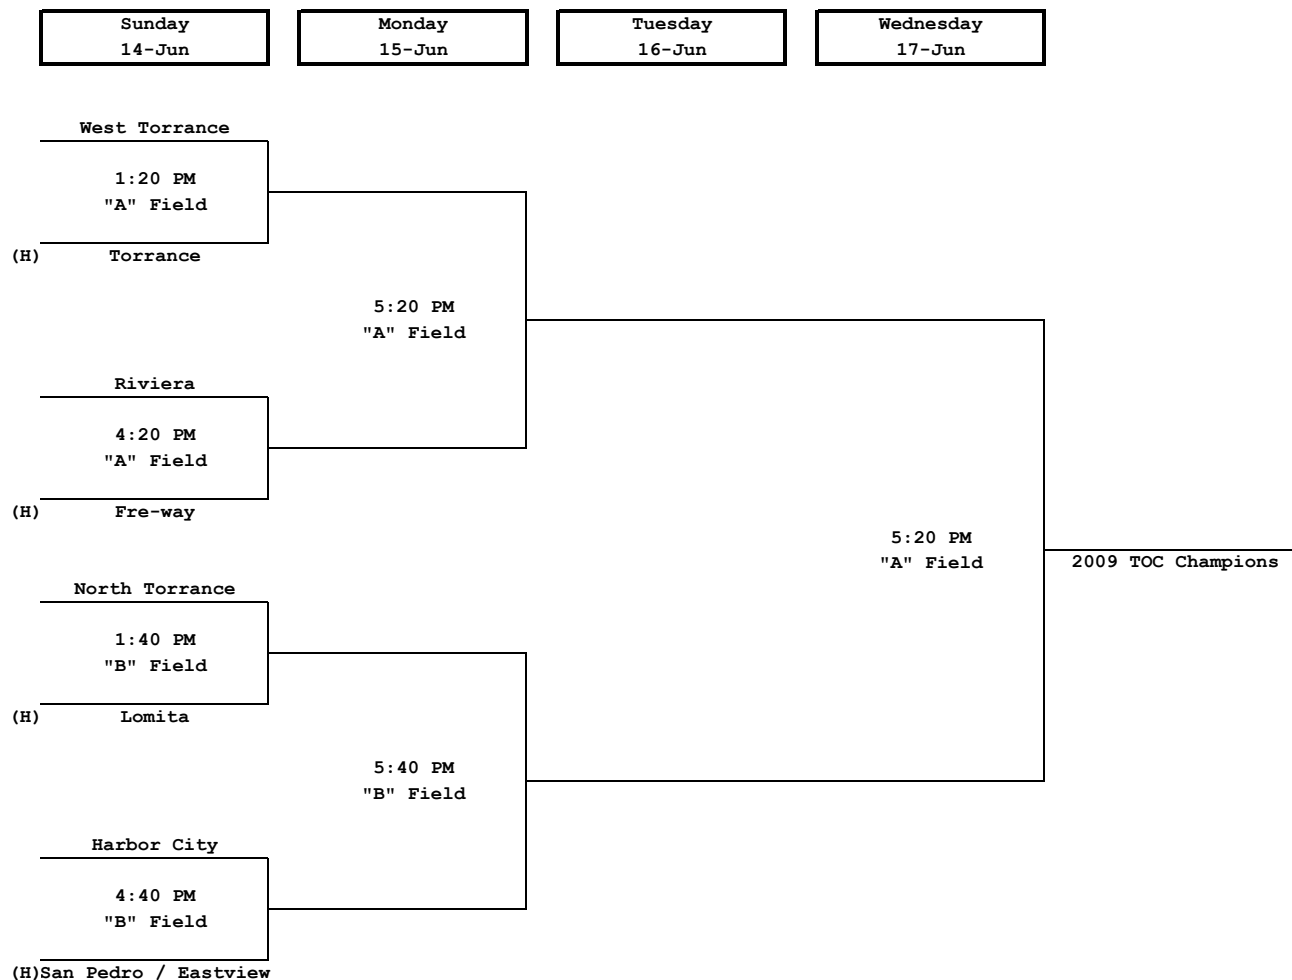 Sunday Monday Tuesday Wednesday
14-Jun 15-Jun 16-Jun 17-Jun
West Torrance
1:20 PM
"A" Field
(H) Torrance
5:20 PM
"A" Field
Riviera
4:20 PM
"A" Field
(H) Fre-way
5:20 PM
"A" Field 2009 TOC Champions
North Torrance
1:40 PM
"B" Field
(H) Lomita
5:40 PM
"B" Field
Harbor City
4:40 PM
"B" Field
(H)San Pedro / Eastview